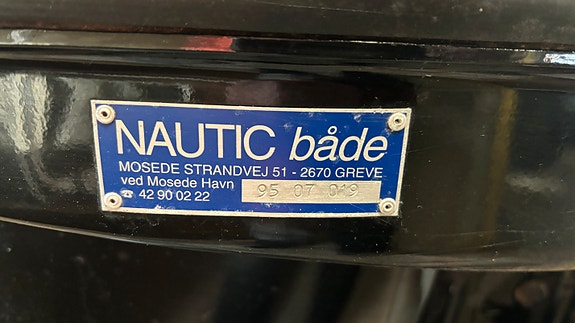 NAUTIC både
MOSEDE STRANDVEJ 51 - 2670 GREVE
ved Mosede Havn
☎ 42 90 02 22 95 07 019